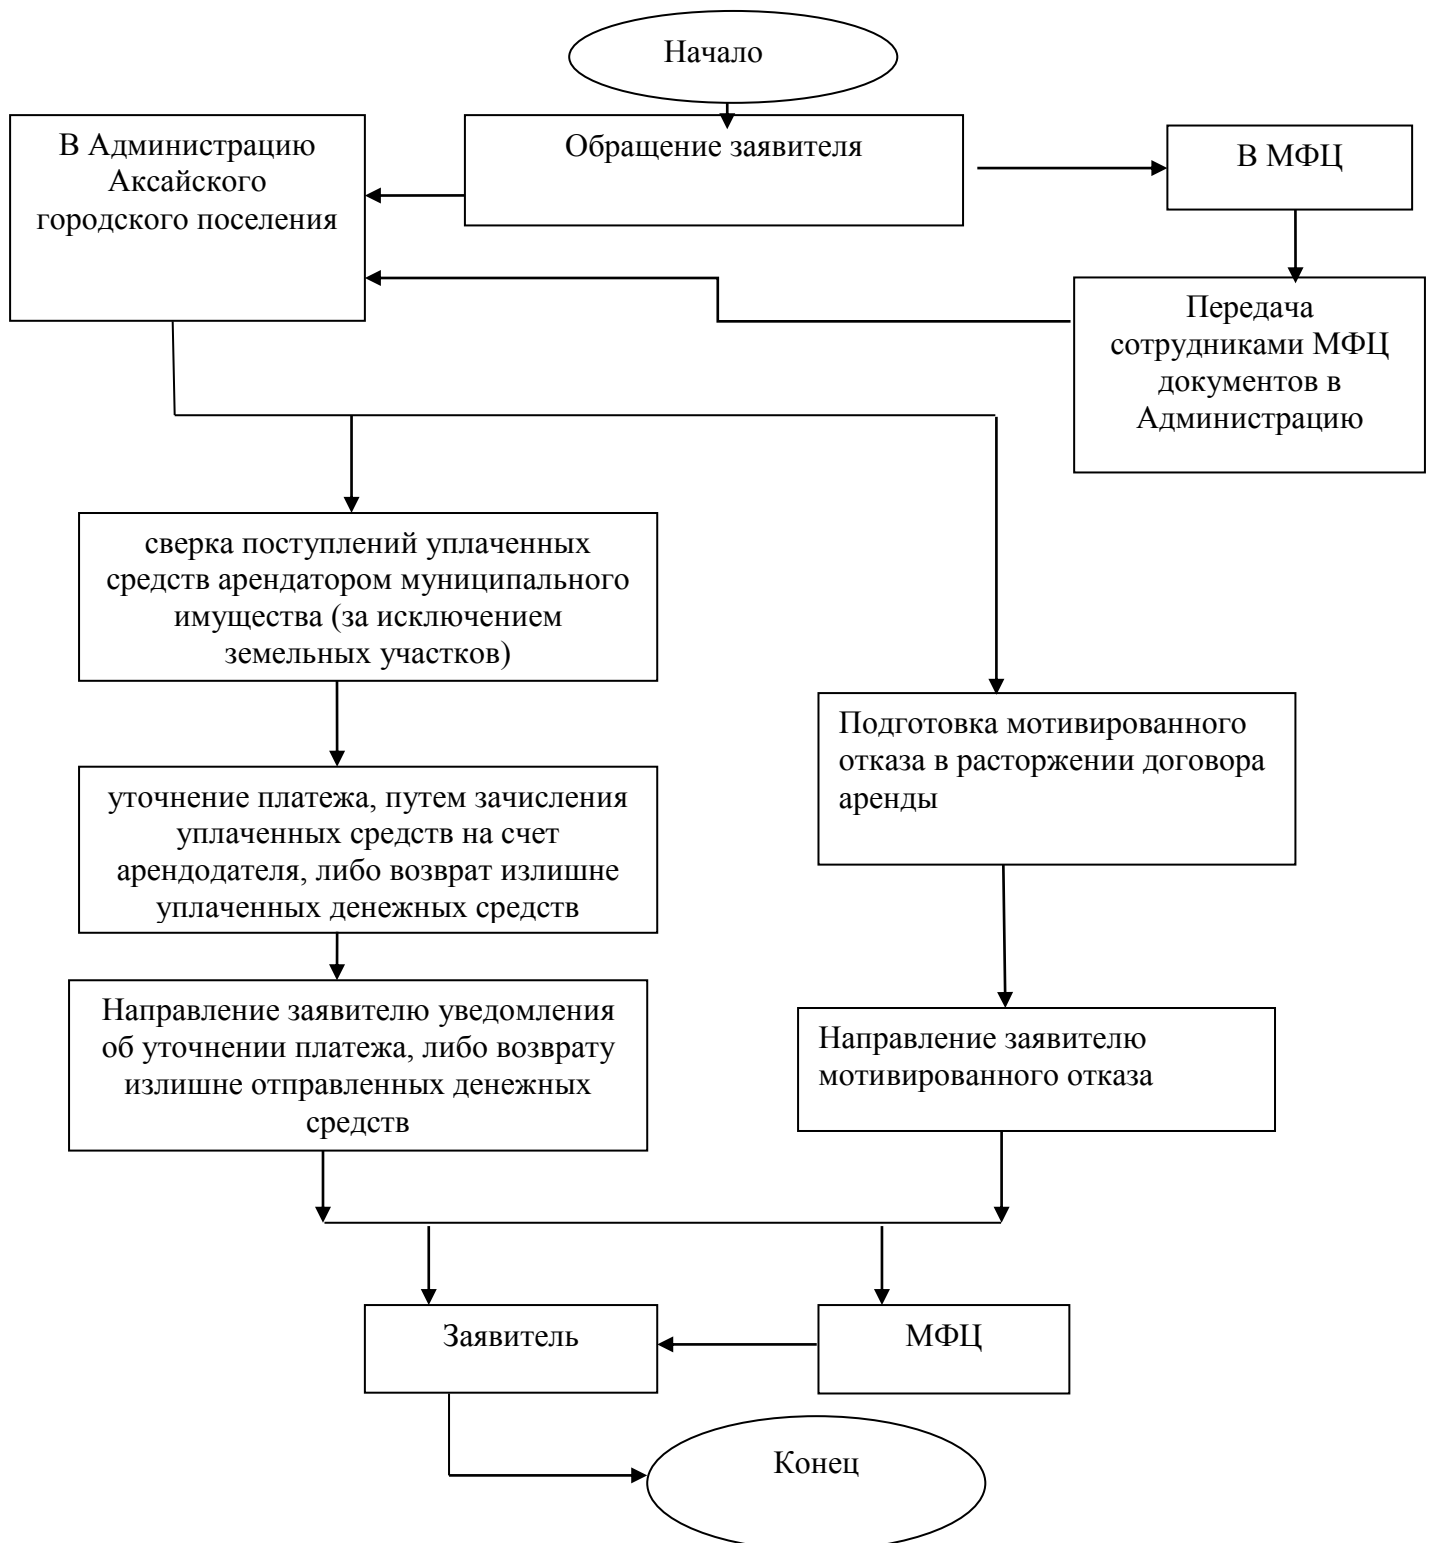 Начало
В Администрацию
Аксайского
городского поселения
Обращение заявителя
В МФЦ
Передача
сотрудниками МФЦ
документов в
Администрацию
сверка поступлений уплаченных
средств арендатором муниципального
имущества (за исключением
земельных участков)
Подготовка мотивированного
отказа в расторжении договора
аренды
уточнение платежа, путем зачисления
уплаченных средств на счет
арендодателя, либо возврат излишне
уплаченных денежных средств
Направление заявителю уведомления
об уточнении платежа, либо возврату
излишне отправленных денежных
средств
Направление заявителю
мотивированного отказа
Заявитель
МФЦ
Конец